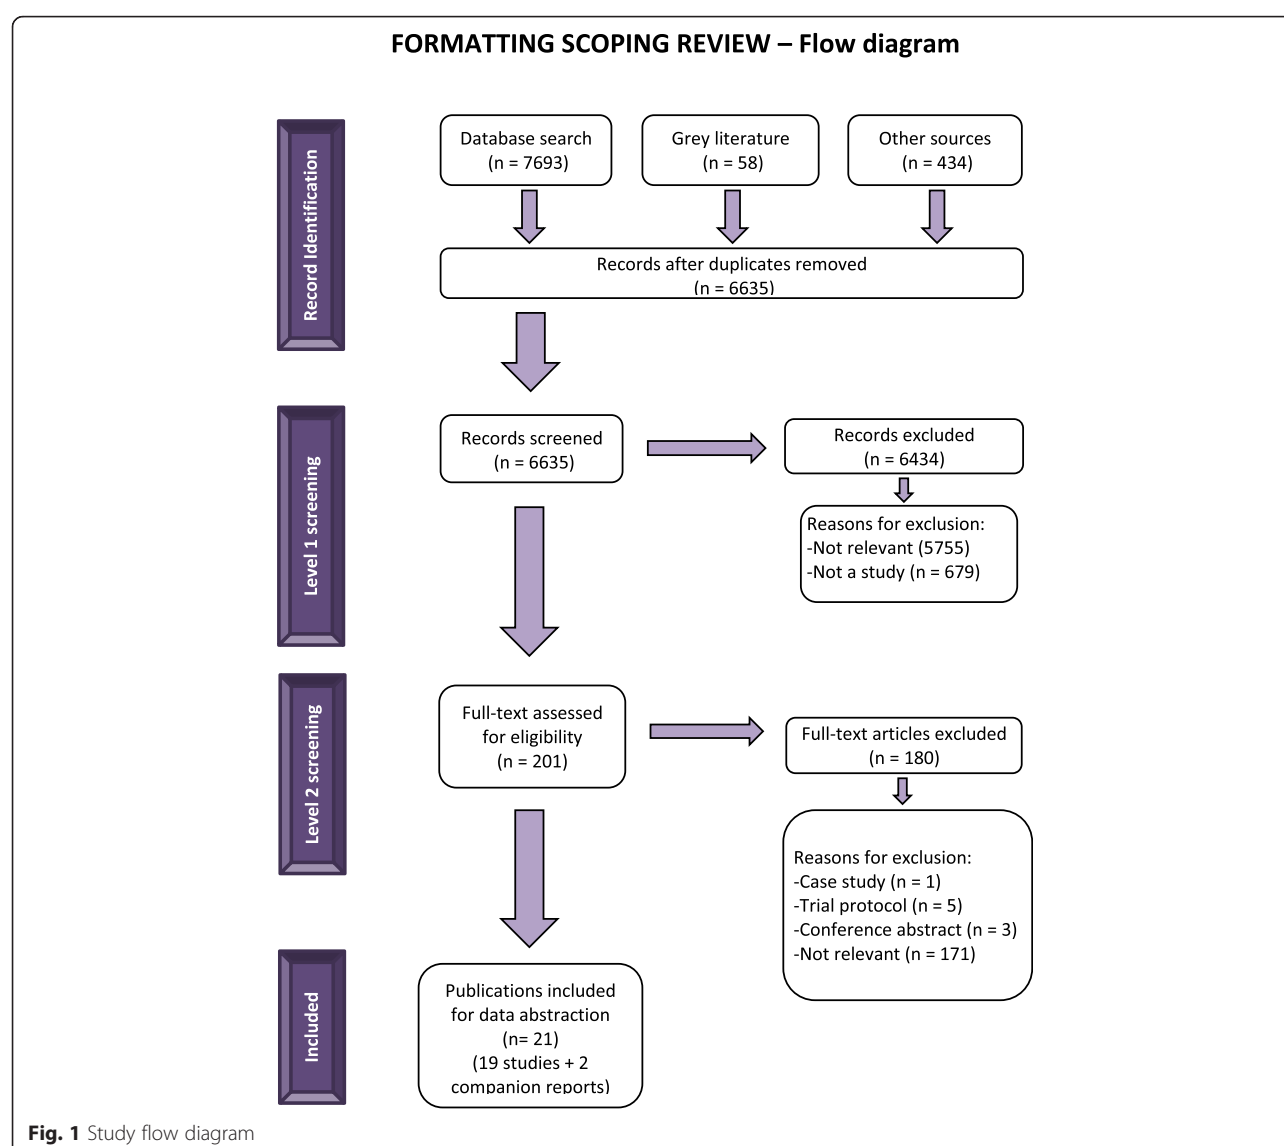 FORMATTING SCOPING REVIEW – Flow diagram
Record Identification
Database search
(n = 7693)
Grey literature
(n = 58)
Other sources
(n = 434)
Records after duplicates removed
(n = 6635)
Level 1 screening
Records screened
(n = 6635)
Records excluded
(n = 6434)
Reasons for exclusion:
-Not relevant (5755)
-Not a study (n = 679)
Level 2 screening
Full-text assessed
for eligibility
(n = 201)
Full-text articles excluded
(n = 180)
Reasons for exclusion:
-Case study (n = 1)
-Trial protocol (n = 5)
-Conference abstract (n = 3)
-Not relevant (n = 171)
Included
Publications included
for data abstraction
(n= 21)
(19 studies + 2
companion reports)
Fig. 1 Study flow diagram